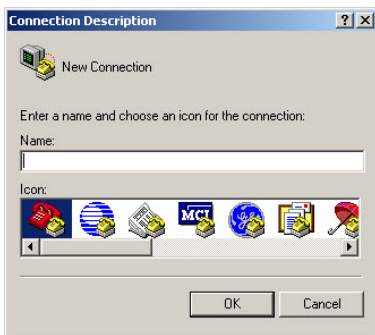 Connection Description
New Connection
Enter a name and choose an icon for the connection:
Name:
Icon:
MCI
OK Cancel